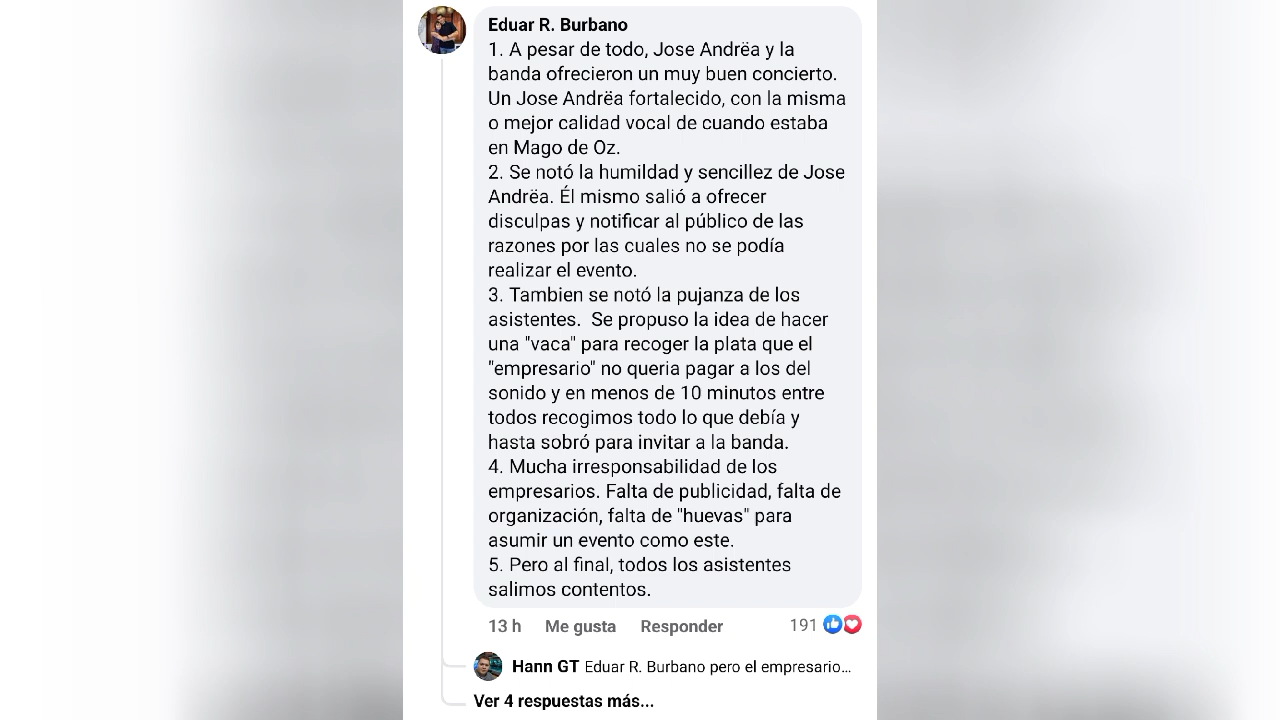 Eduar R. Burbano
1. A pesar de todo, Jose Andrëa y la
banda ofrecieron un muy buen concierto.
Un Jose Andrëa fortalecido, con la misma
o mejor calidad vocal de cuando estaba
en Mago de Oz.
2. Se notó la humildad y sencillez de Jose
Andrëa. Él mismo salió a ofrecer
disculpas y notificar al público de las
razones por las cuales no se podía
realizar el evento.
3. Tambien se notó la pujanza de los
asistentes.  Se propuso la idea de hacer
una "vaca" para recoger la plata que el
"empresario" no queria pagar a los del
sonido y en menos de 10 minutos entre
todos recogimos todo lo que debía y
hasta sobró para invitar a la banda.
4. Mucha irresponsabilidad de los
empresarios. Falta de publicidad, falta de
organización, falta de "huevas" para
asumir un evento como este.
5. Pero al final, todos los asistentes
salimos contentos.
13 h Me gusta Responder 191
Hann GT Eduar R. Burbano pero el empresario...
Ver 4 respuestas más...